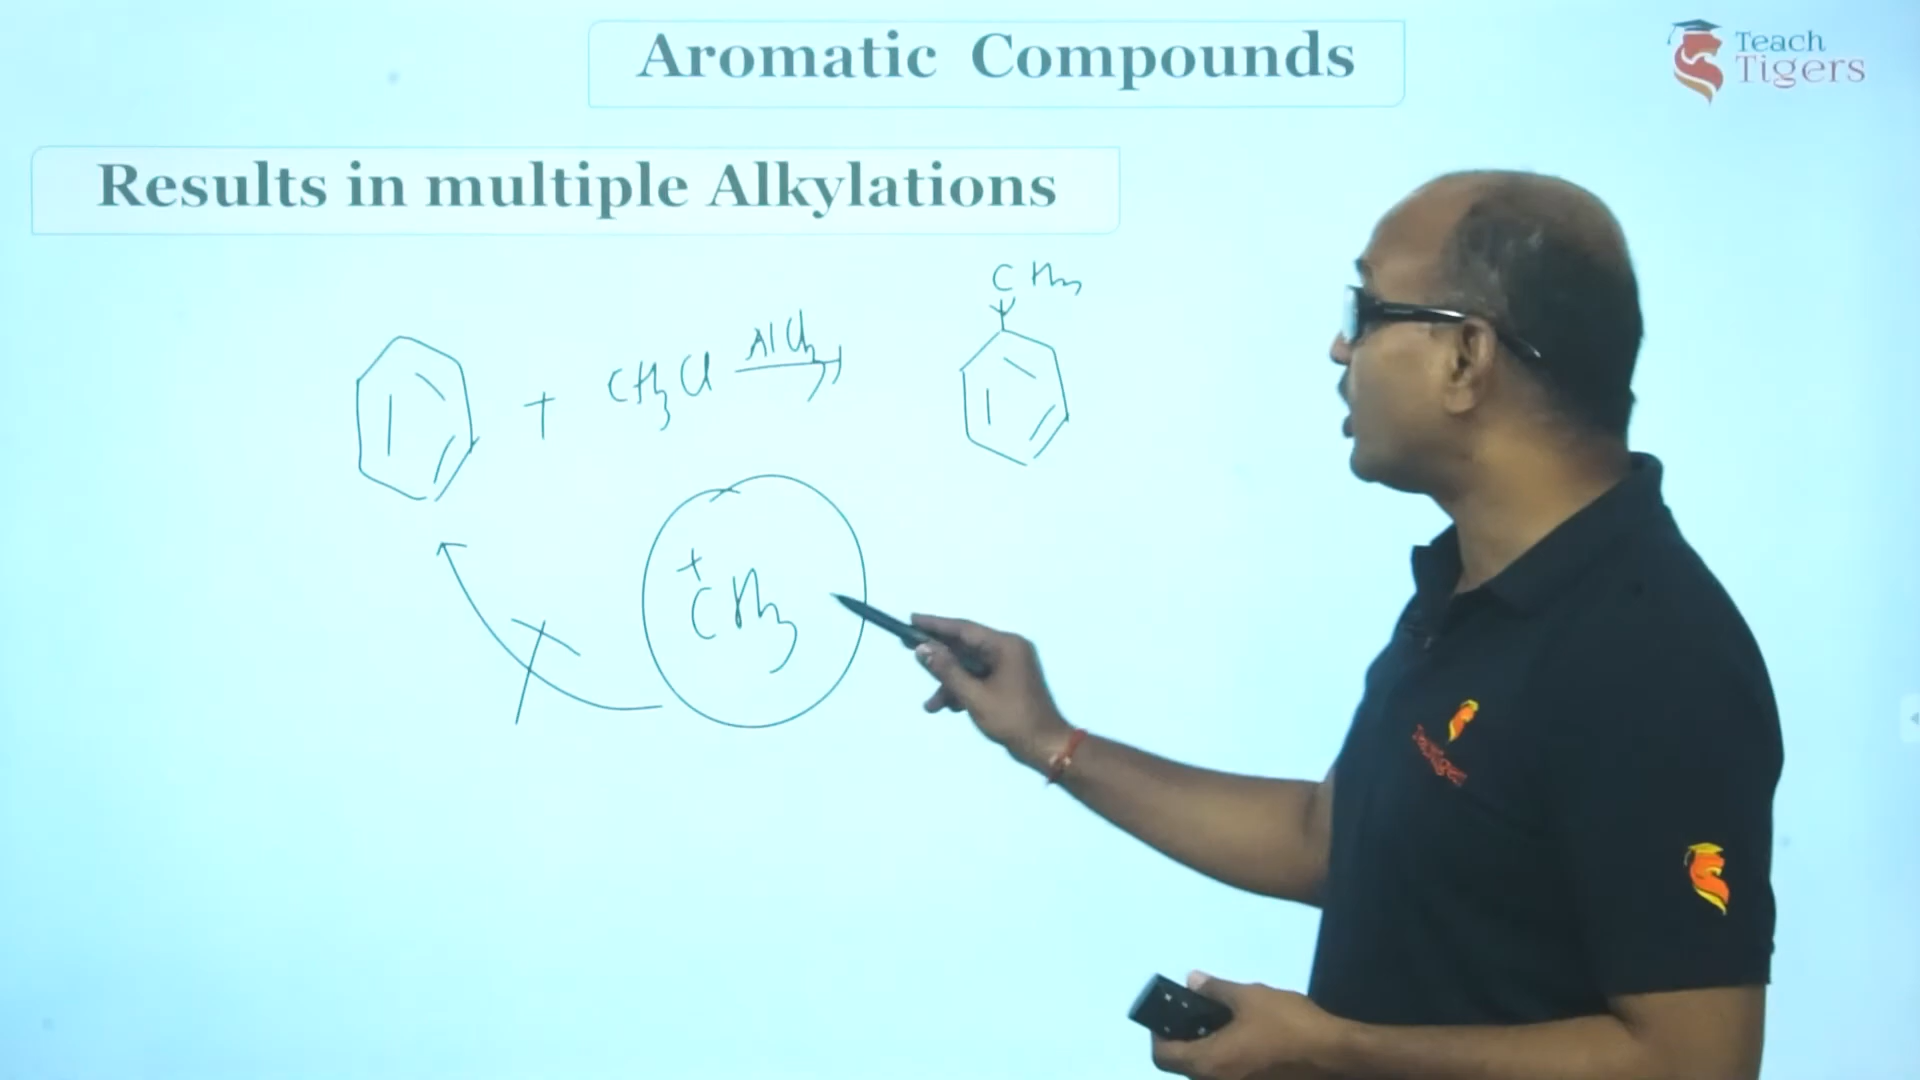 Aromatic Compounds
Teach
Tigers
Results in multiple Alkylations
CH3
+ CH3Cl AlCl3
+
CH3